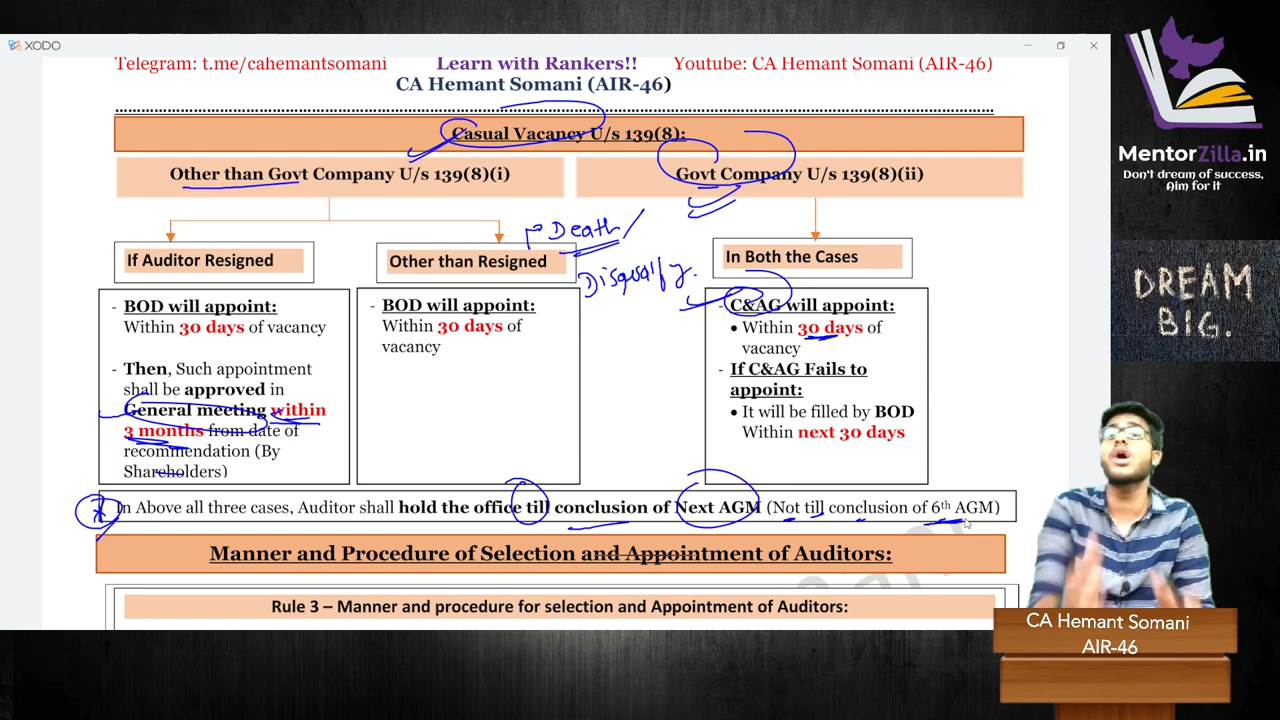 XODO
Telegram: t.me/cahemantsomani Learn with Rankers!! Youtube: CA Hemant Somani (AIR-46)
CA Hemant Somani (AIR-46)
Casual Vacancy U/s 139(8):
Other than Govt Company U/s 139(8)(i)
Govt Company U/s 139(8)(ii)
Death
Disqualify.
If Auditor Resigned
Other than Resigned
In Both the Cases
- BOD will appoint:
Within 30 days of vacancy
- Then, Such appointment
shall be approved in
General meeting within
3 months from date of
recommendation (By
Shareholders)
- BOD will appoint:
Within 30 days of
vacancy
- C&AG will appoint:
• Within 30 days of
vacancy
- If C&AG Fails to
appoint:
• It will be filled by BOD
Within next 30 days
In Above all three cases, Auditor shall hold the office till conclusion of Next AGM (Not till conclusion of 6th AGM)
Manner and Procedure of Selection and Appointment of Auditors:
Rule 3 – Manner and procedure for selection and Appointment of Auditors:
MentorZilla.in
Don't dream of success,
Aim for it
DREAM
BIG.
CA Hemant Somani
AIR-46